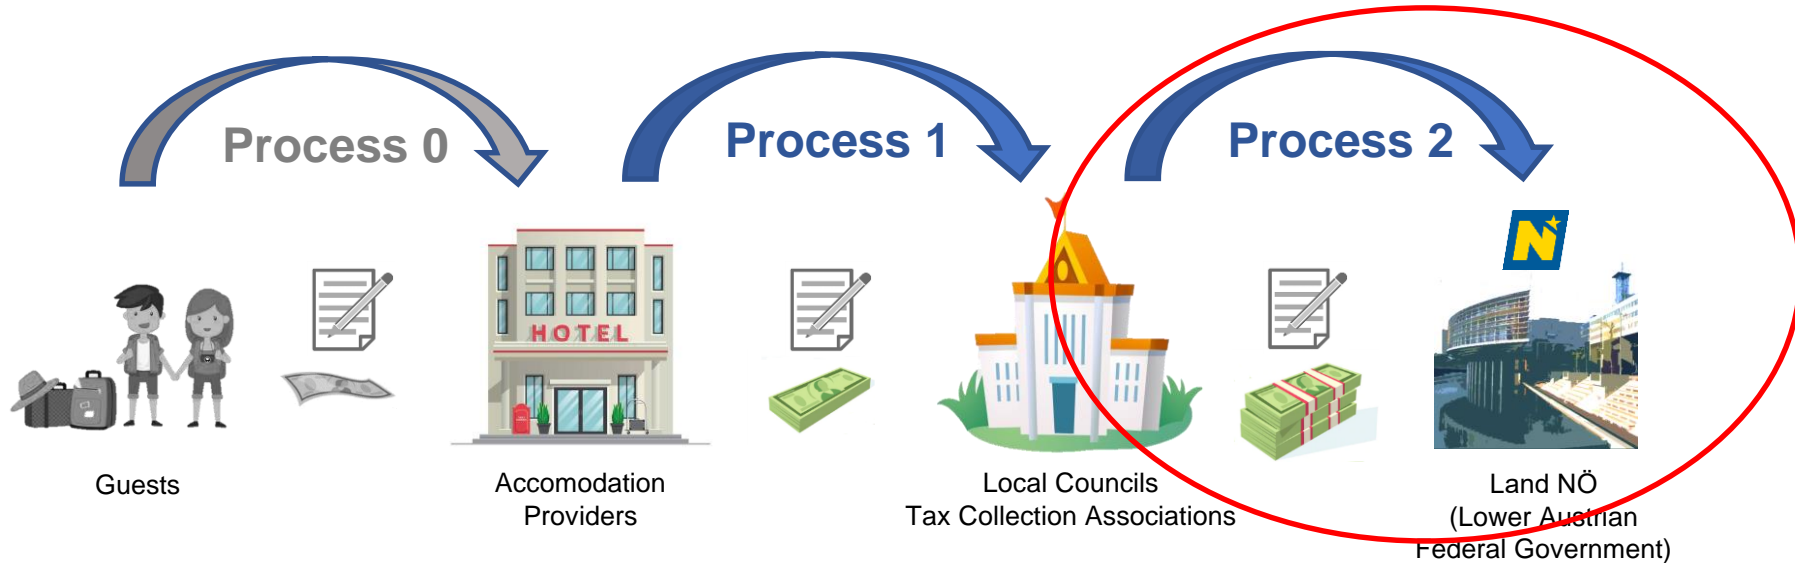 Process 0
Process 1
Process 2
HOTEL
N
Guests
Accomodation
Providers
Local Councils
Tax Collection Associations
Land NÖ
(Lower Austrian
Federal Government)